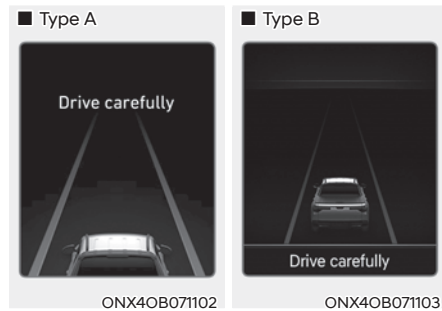 ■ Type A
Drive carefully
ONX4OB071102
■ Type B
Drive carefully
ONX4OB071103